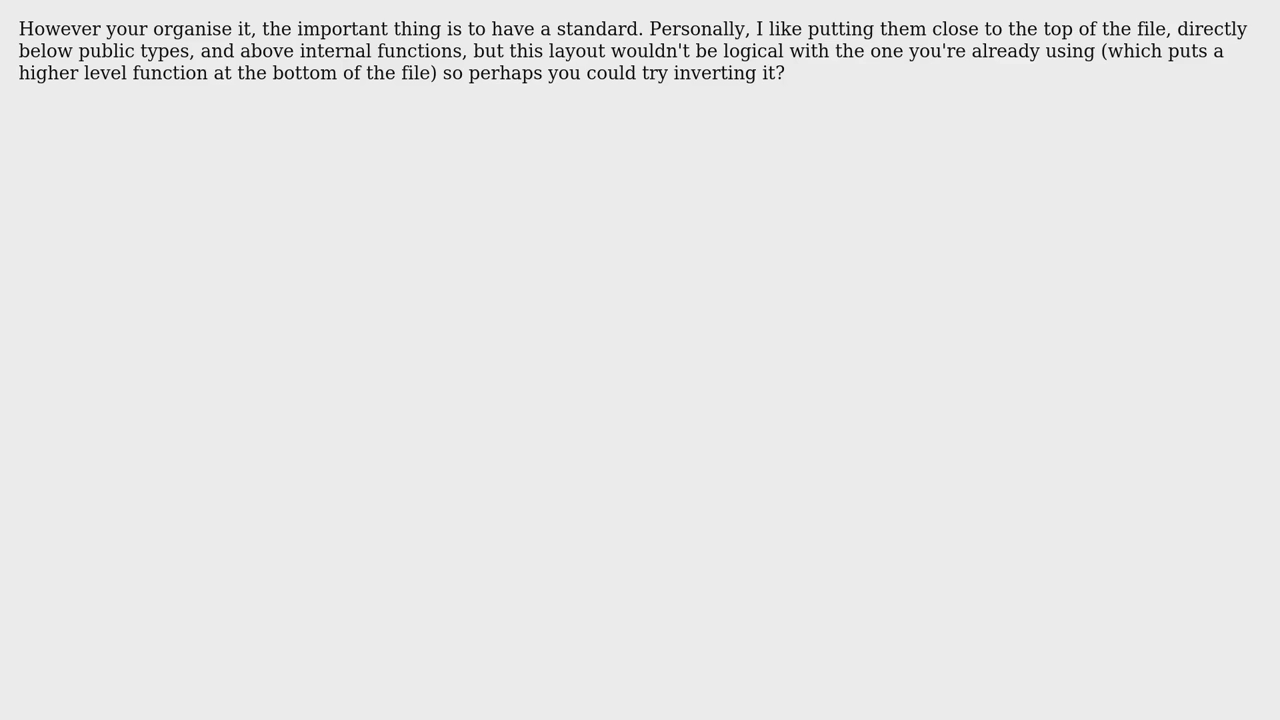 However your organise it, the important thing is to have a standard. Personally, I like putting them close to the top of the file, directly
below public types, and above internal functions, but this layout wouldn't be logical with the one you're already using (which puts a
higher level function at the bottom of the file) so perhaps you could try inverting it?